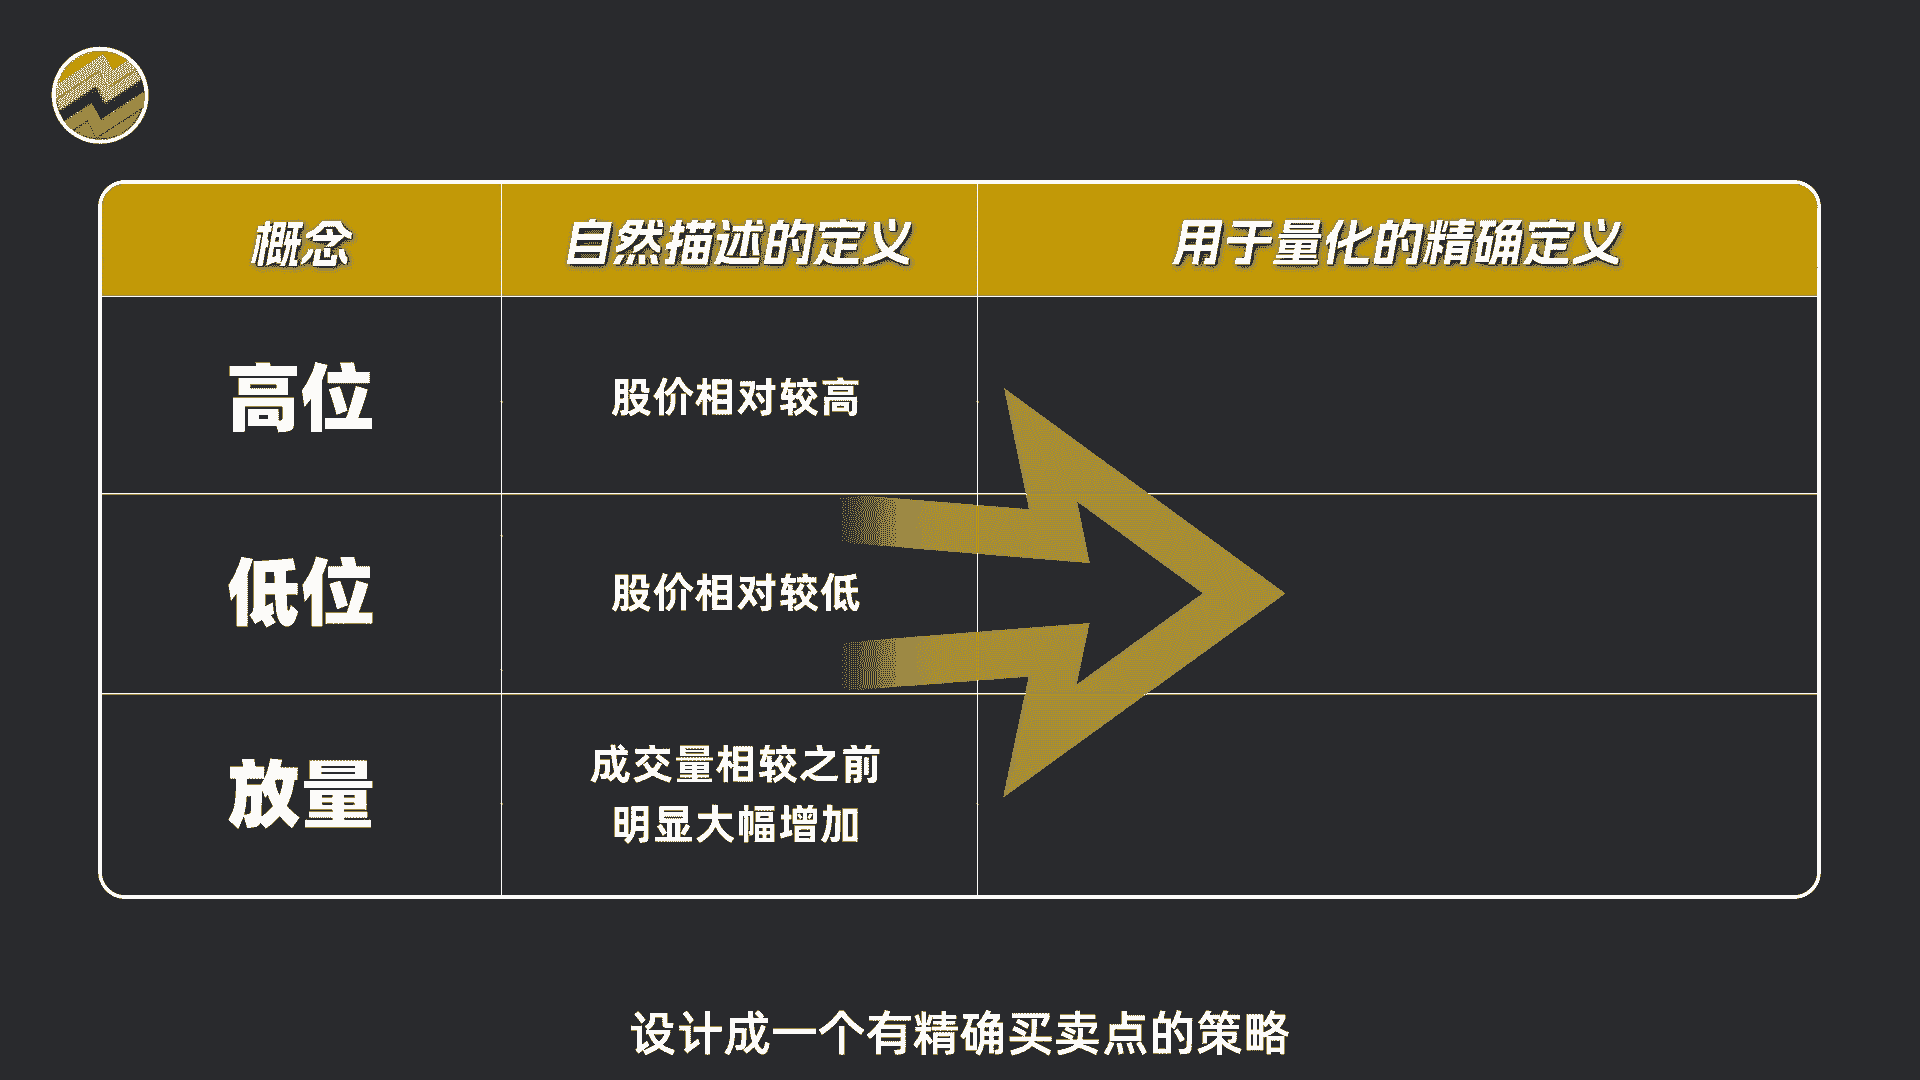 概念
自然描述的定义
用于量化的精确定义
高位
股价相对较高
低位
股价相对较低
放量
成交量相较之前
明显大幅增加
设计成一个有精确买卖点的策略